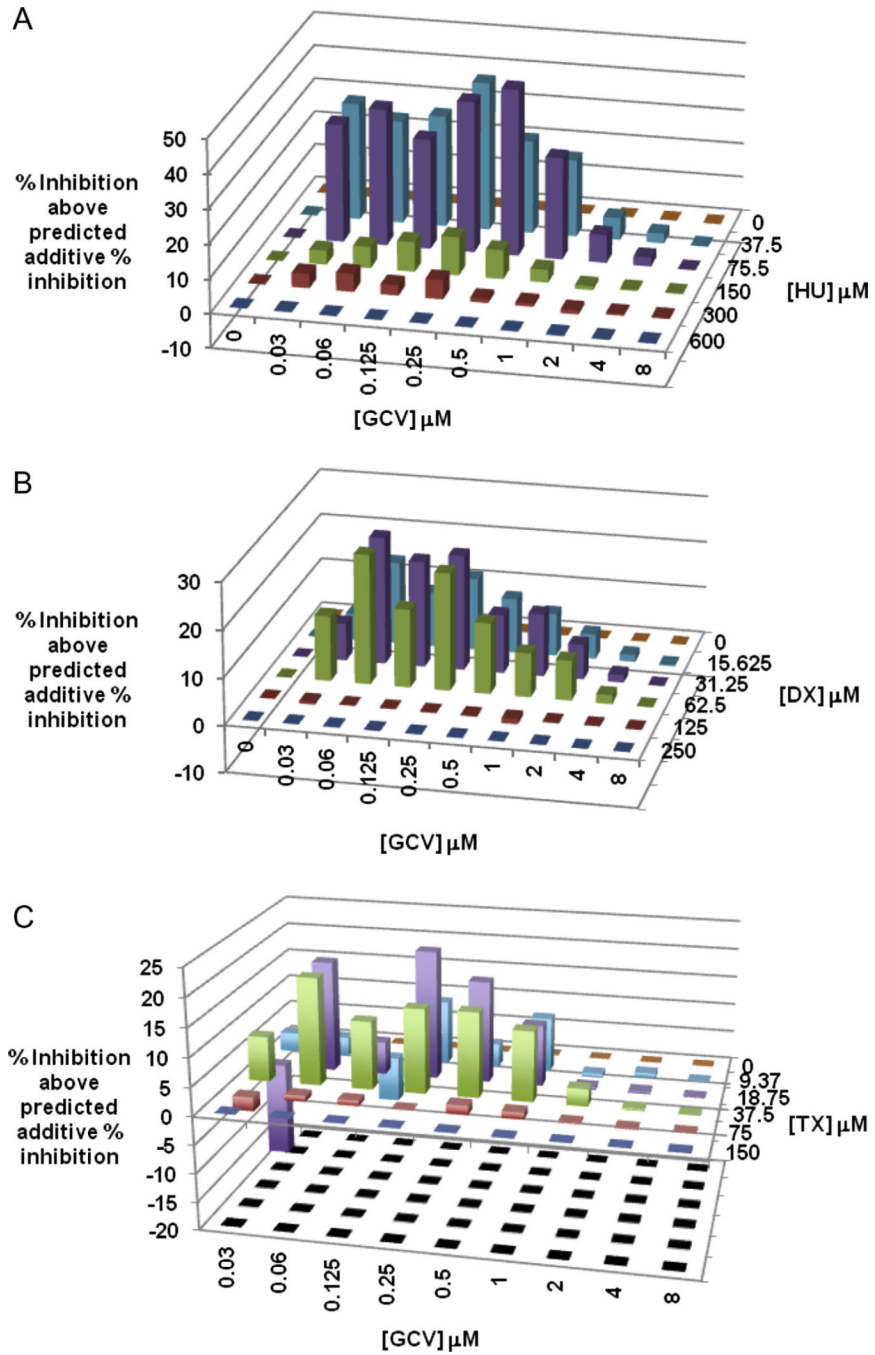 A
50
40
30
20
10
0
-10
% Inhibition
above
predicted
additive %
inhibition
0
37.5
75.5
150
300
600
[HU] μM
0
0.03
0.06
0.125
0.25
0.5
1
2
4
8
[GCV] μM
B
30
20
10
0
-10
% Inhibition
above
predicted
additive %
inhibition
0
15.625
31.25
62.5
125
250
[DX] μM
0
0.03
0.06
0.125
0.25
0.5
1
2
4
8
[GCV] μM
C
25
20
15
10
5
0
-5
-10
-15
-20
% Inhibition
above
predicted
additive %
inhibition
0
9.37
18.75
37.5
75
150
[TX] μM
0.03
0.06
0.125
0.25
0.5
1
2
4
8
[GCV] μM